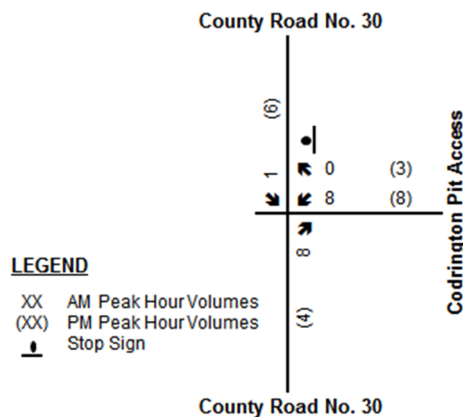 County Road No. 30
(6)
1
0 (3)
8 (8)
8
(4)
Codrington Pit Access
LEGEND
XX AM Peak Hour Volumes
(XX) PM Peak Hour Volumes
Stop Sign
County Road No. 30